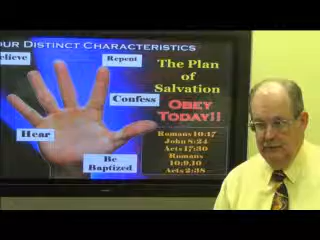 OUR DISTINCT CHARACTERISTICS
elieve
Repent
Confess
Hear
Be
Baptized
The Plan
of
Salvation
OBEY
TODAY!!
Romans 10:17
John 8:24
Acts 17:30
Romans
10:9,10
Acts 2:38